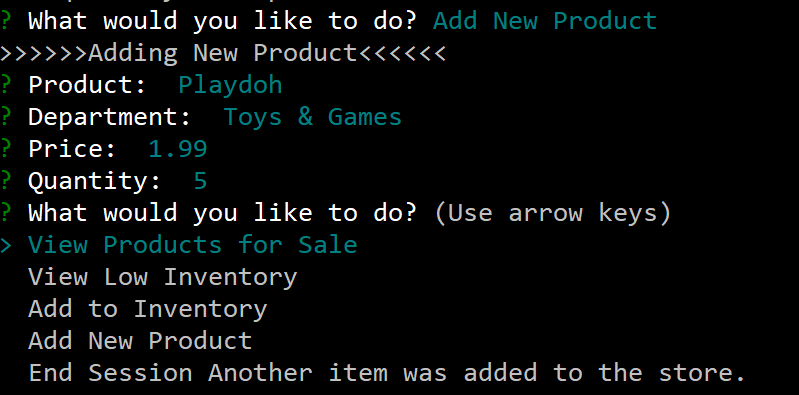 ? What would you like to do? Add New Product
>>>>>>Adding New Product<<<<<<
? Product:  Playdoh
? Department:  Toys & Games
? Price:  1.99
? Quantity:  5
? What would you like to do? (Use arrow keys)
> View Products for Sale
  View Low Inventory
  Add to Inventory
  Add New Product
  End Session Another item was added to the store.